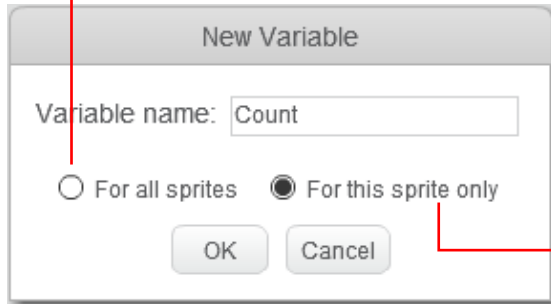 New Variable
Variable name: Count
For all sprites For this sprite only
OK Cancel